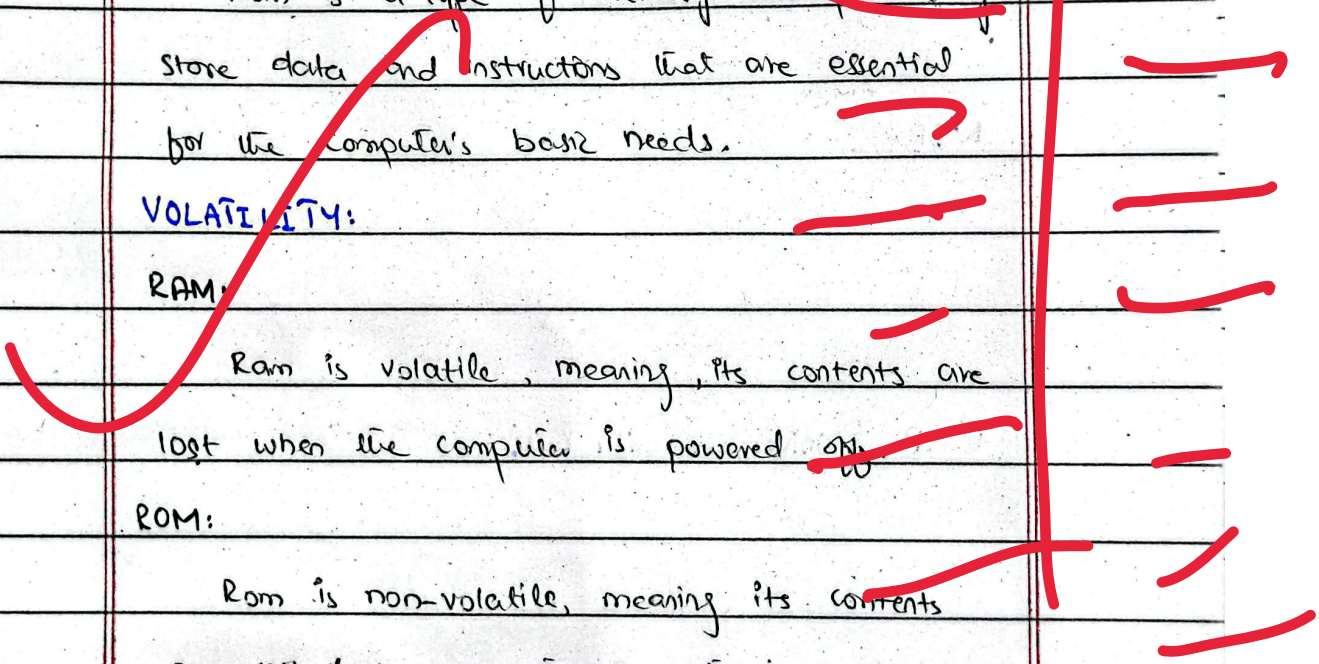 store data and instructions that are essential
for the computer's basic needs.
VOLATILITY:
RAM:
Ram is volatile, meaning, its contents are
lost when the computer is powered off
ROM:
Rom is non-volatile, meaning its contents